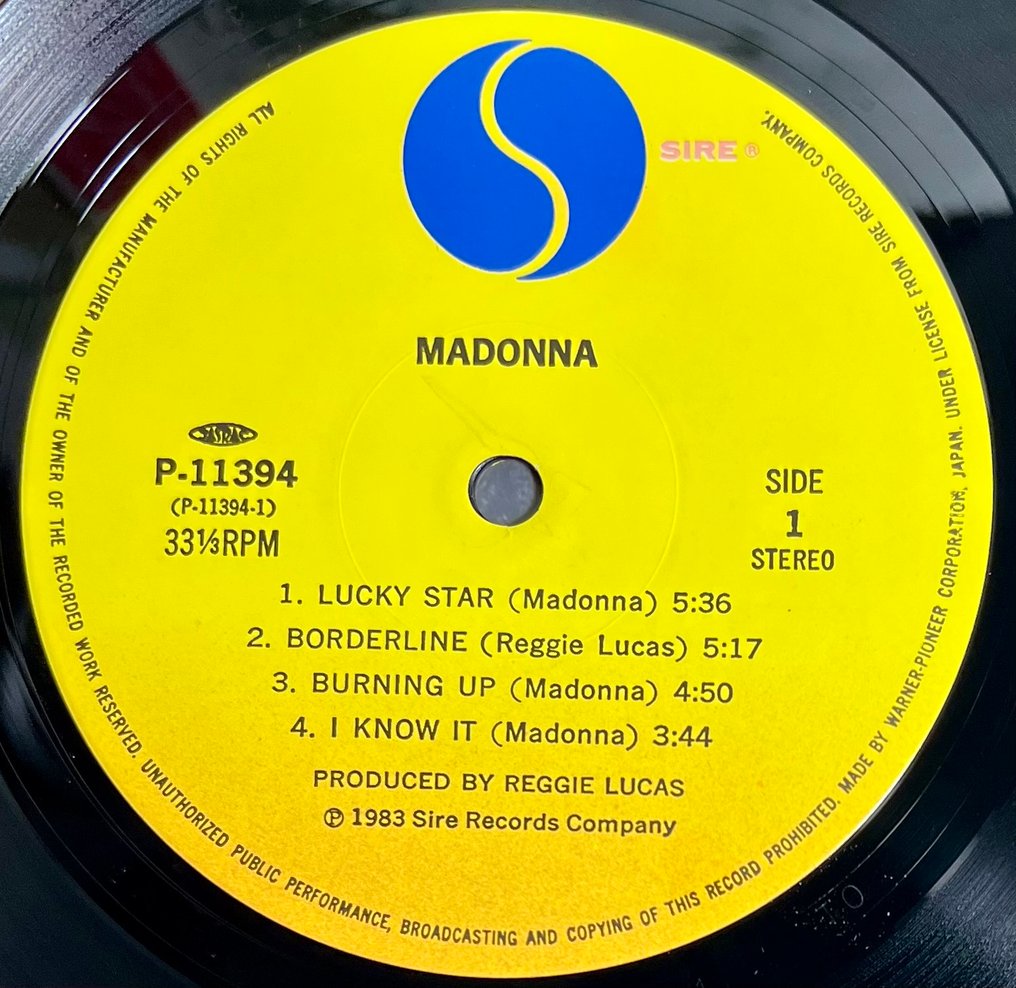 SIRE ®
MADONNA
JASRAC
P-11394
(P-11394-1)
33⅓RPM
SIDE
1
STEREO
1. LUCKY STAR (Madonna) 5:36
2. BORDERLINE (Reggie Lucas) 5:17
3. BURNING UP (Madonna) 4:50
4. I KNOW IT (Madonna) 3:44
PRODUCED BY REGGIE LUCAS
℗ 1983 Sire Records Company
ALL RIGHTS OF THE MANUFACTURER AND OF THE OWNER OF THE RECORDED WORK RESERVED. UNAUTHORIZED PUBLIC PERFORMANCE, BROADCASTING AND COPYING OF THIS RECORD PROHIBITED. MADE BY WARNER-PIONEER CORPORATION, JAPAN. UNDER LICENSE FROM SIRE RECORDS COMPANY.